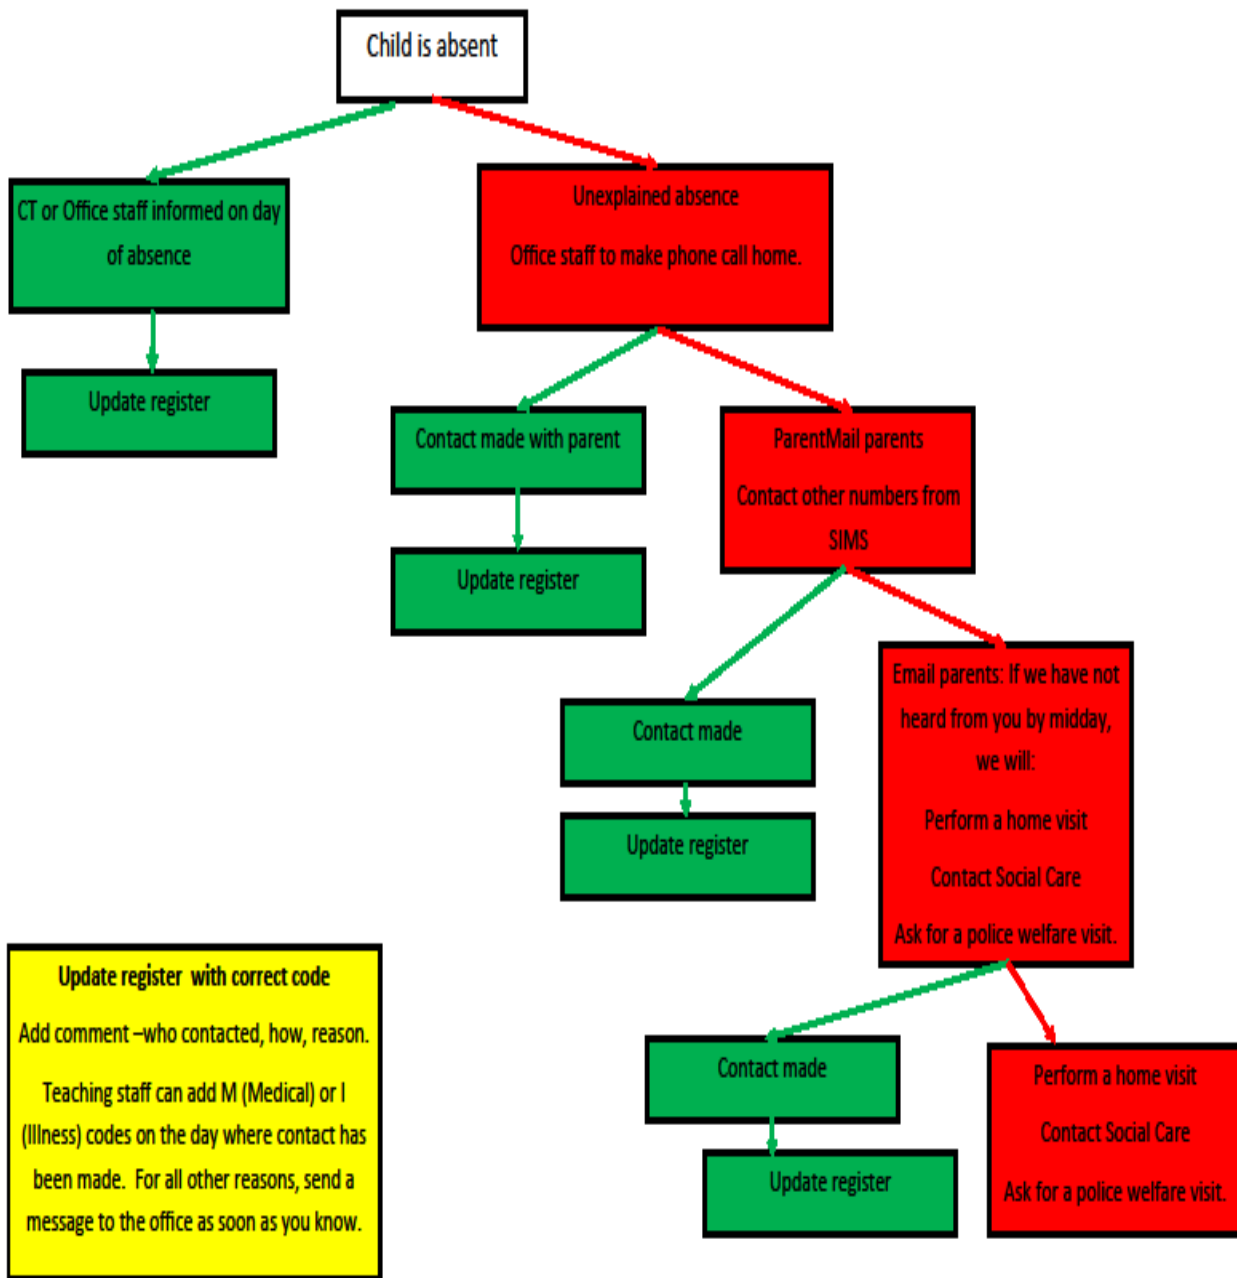 Child is absent
CT or Office staff informed on day
of absence
Update register
Unexplained absence
Office staff to make phone call home.
Contact made with parent
Update register
ParentMail parents
Contact other numbers from
SIMS
Contact made
Update register
Email parents: If we have not
heard from you by midday,
we will:
Perform a home visit
Contact Social Care
Ask for a police welfare visit.
Contact made
Update register
Perform a home visit
Contact Social Care
Ask for a police welfare visit.
Update register with correct code
Add comment –who contacted, how, reason.
Teaching staff can add M (Medical) or I
(Illness) codes on the day where contact has
been made. For all other reasons, send a
message to the office as soon as you know.